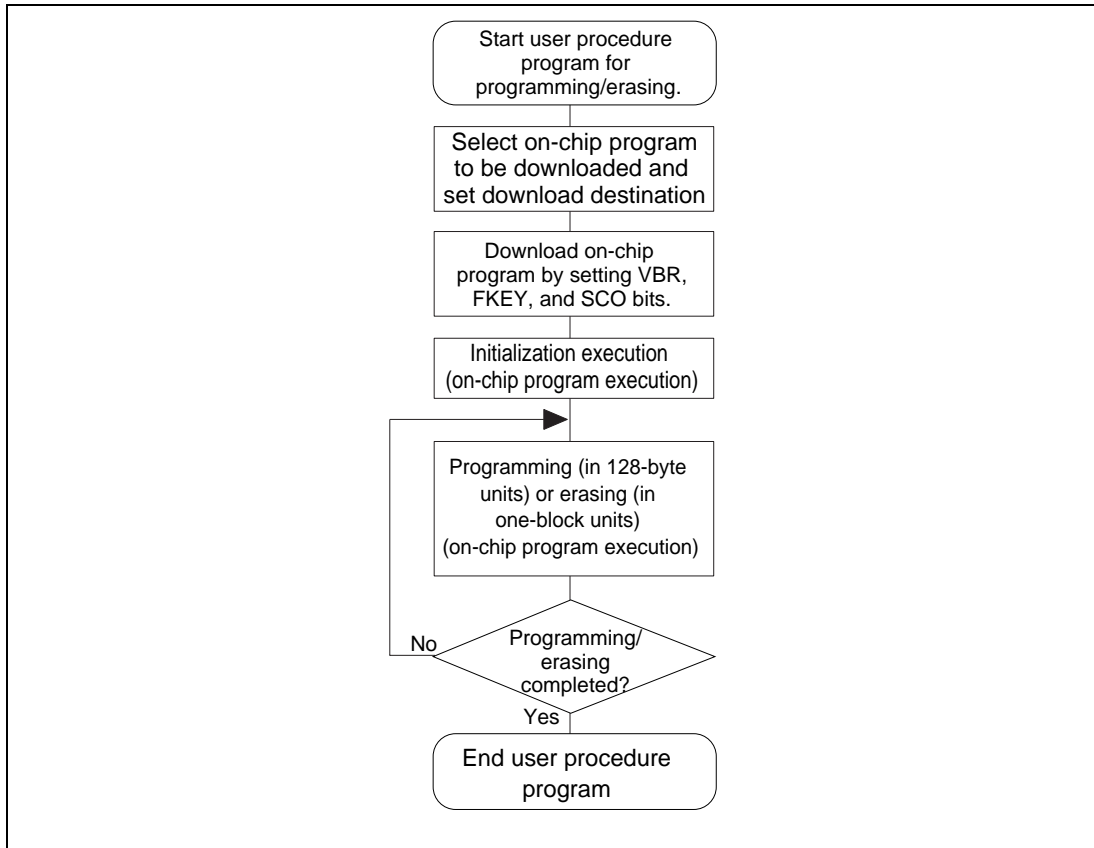 Start user procedure
program for
programming/erasing.
Select on-chip program
to be downloaded and
set download destination
Download on-chip
program by setting VBR,
FKEY, and SCO bits.
Initialization execution
(on-chip program execution)
Programming (in 128-byte
units) or erasing (in
one-block units)
(on-chip program execution)
No
Programming/
erasing
completed?
Yes
End user procedure
program